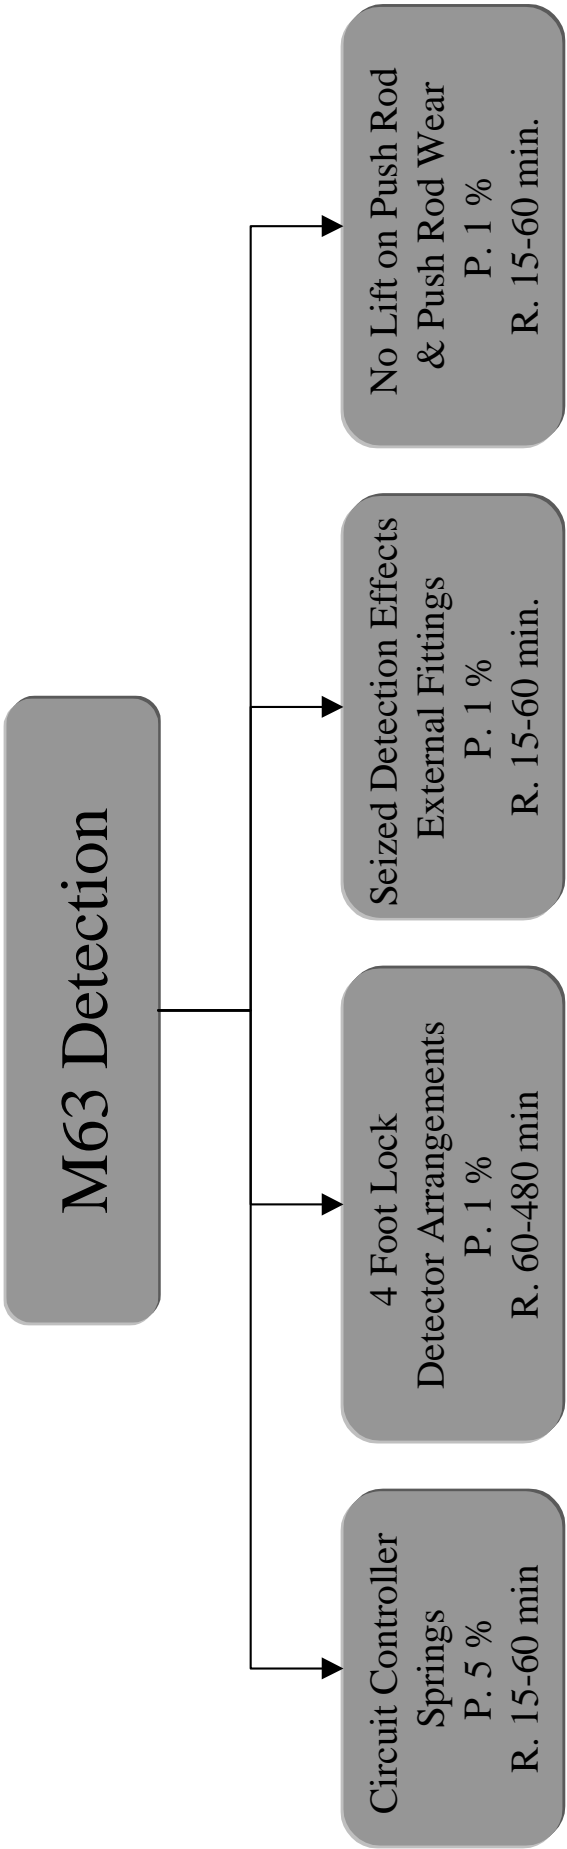 M63 Detection
Circuit Controller
Springs
P. 5 %
R. 15-60 min
4 Foot Lock
Detector Arrangements
P. 1 %
R. 60-480 min
Seized Detection Effects
External Fittings
P. 1 %
R. 15-60 min.
No Lift on Push Rod
& Push Rod Wear
P. 1 %
R. 15-60 min.